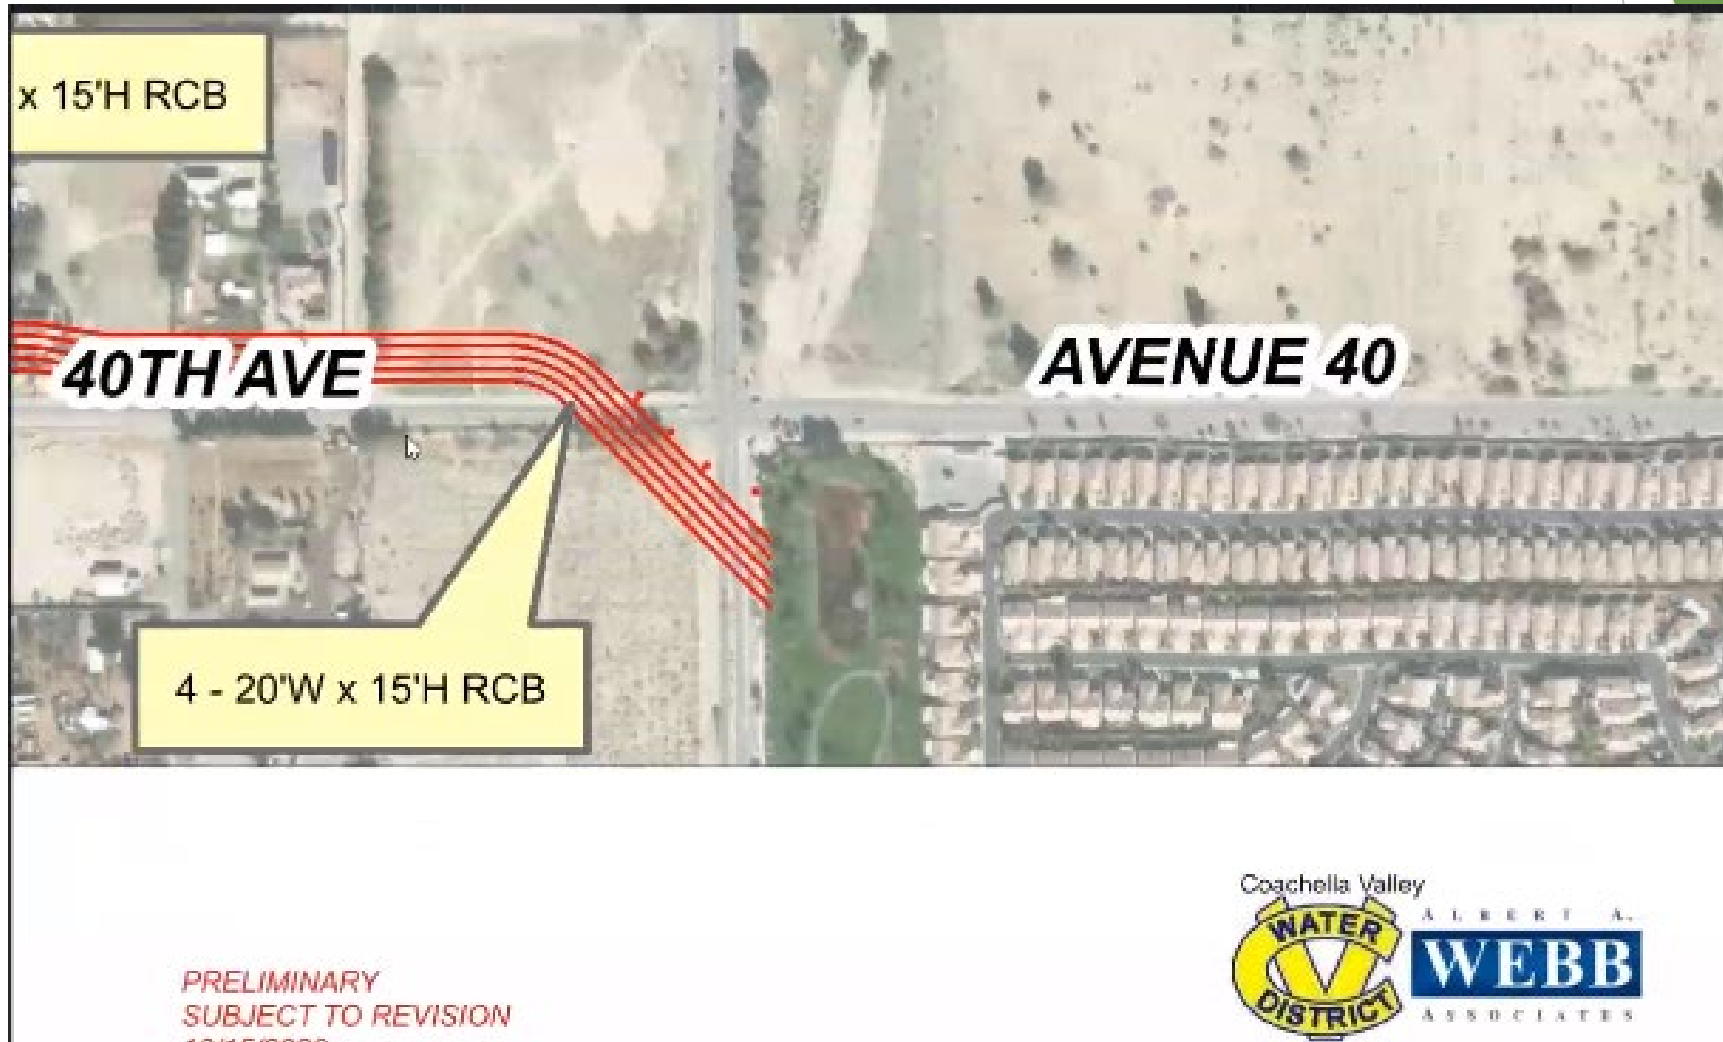 x 15'H RCB
40TH AVE
AVENUE 40
4 - 20'W x 15'H RCB
Coachella Valley
WATER
CV
DISTRICT
ALBERT A.
WEBB
ASSOCIATES
PRELIMINARY
SUBJECT TO REVISION